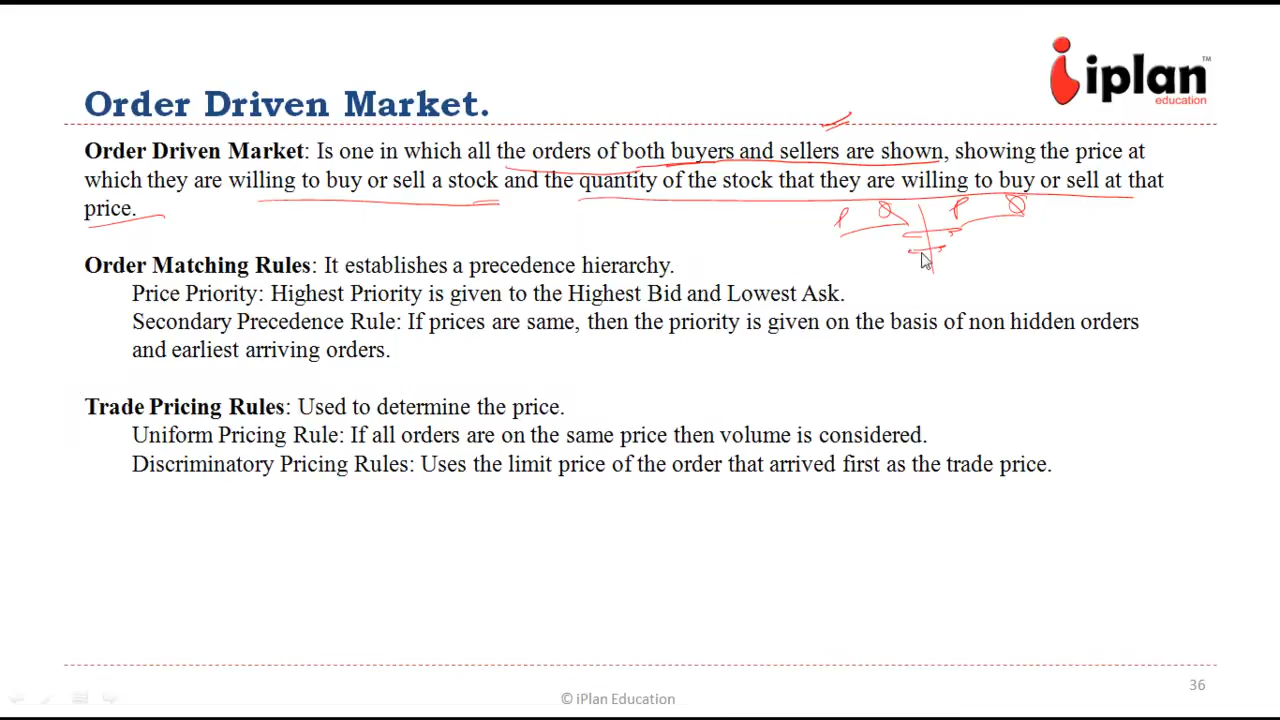 iplan™
education
Order Driven Market.
Order Driven Market: Is one in which all the orders of both buyers and sellers are shown, showing the price at
which they are willing to buy or sell a stock and the quantity of the stock that they are willing to buy or sell at that
price.
P Q P Q
Order Matching Rules: It establishes a precedence hierarchy.
Price Priority: Highest Priority is given to the Highest Bid and Lowest Ask.
Secondary Precedence Rule: If prices are same, then the priority is given on the basis of non hidden orders
and earliest arriving orders.
Trade Pricing Rules: Used to determine the price.
Uniform Pricing Rule: If all orders are on the same price then volume is considered.
Discriminatory Pricing Rules: Uses the limit price of the order that arrived first as the trade price.
© iPlan Education
36